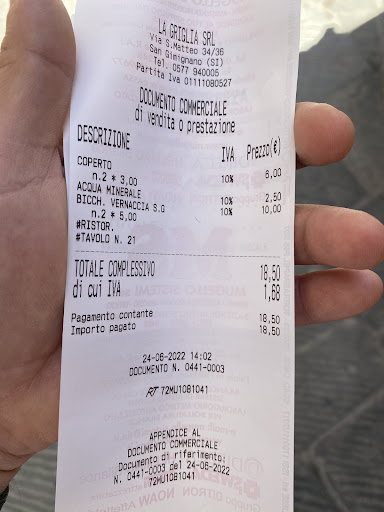 LA GRIGLIA SRL
Via S.Matteo 34/36
San Gimignano (SI)
Tel. 0577 940005
Partita Iva 01111080527
DOCUMENTO COMMERCIALE
di vendita o prestazione
DESCRIZIONE IVA Prezzo(€)
COPERTO
n.2 * 3,00 10% 6,00
ACQUA MINERALE 10% 2,50
BICCH. VERNACCIA S.G
n.2 * 5,00 10% 10,00
#RISTOR.
#TAVOLO N. 21
TOTALE COMPLESSIVO 18,50
di cui IVA 1,68
Pagamento contante 18,50
Importo pagato 18,50
24-06-2022 14:02
DOCUMENTO N. 0441-0003
RT 72MU1081041
APPENDICE AL
DOCUMENTO COMMERCIALE
Documento di riferimento:
N. 0441-0003 del 24-06-2022
72MU1081041